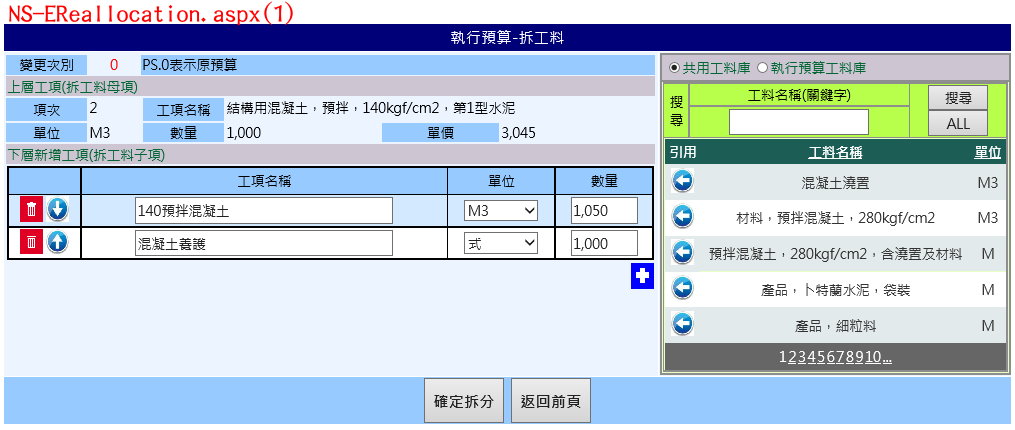 NS-EReallocation.aspx(1)
執行預算-拆工料
變更次別 0 PS.0表示原預算
上層工項(拆工料母項)
項次 2 工項名稱 結構用混凝土，預拌，140kgf/cm2，第1型水泥
單位 M3 數量 1,000 單價 3,045
下層新增工項(拆工料子項)
工項名稱 單位 數量
140預拌混凝土 M3 1,050
混凝土養護 式 1,000
確定拆分 返回前頁
共用工料庫 執行預算工料庫
搜尋 工料名稱(關鍵字) 搜尋
ALL
引用 工料名稱 單位
混凝土澆置 M3
材料，預拌混凝土，280kgf/cm2 M3
預拌混凝土，280kgf/cm2，含澆置及材料 M
產品，卜特蘭水泥，袋裝 M
產品，細粒料 M
12345678910...